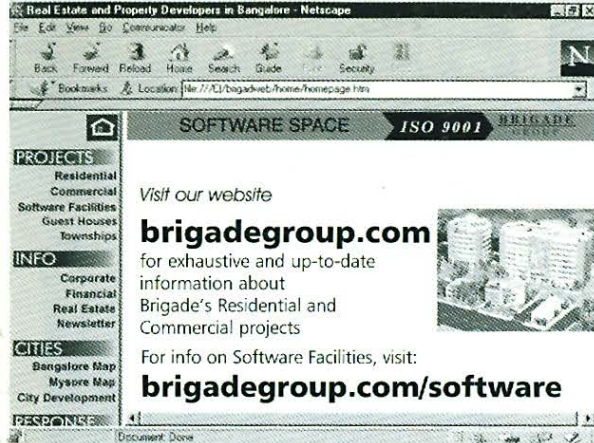 Real Estate and Property Developers in Bangalore - Netscape
File Edit View Go Communicator Help
Back Forward Reload Home Search Guide Print Security
N
Bookmarks Location: file:///C|/brigadweb/home/homepage.htm
SOFTWARE SPACE ISO 9001 BRIGADE GROUP
PROJECTS
Residential
Commercial
Software Facilities
Guest Houses
Townships
INFO
Corporate
Financial
Real Estate
Newsletter
CITIES
Bangalore Map
Mysore Map
City Development
RESPONSE
Visit our website
brigadegroup.com
for exhaustive and up-to-date
information about
Brigade's Residential and
Commercial projects
For info on Software Facilities, visit:
brigadegroup.com/software
Document: Done